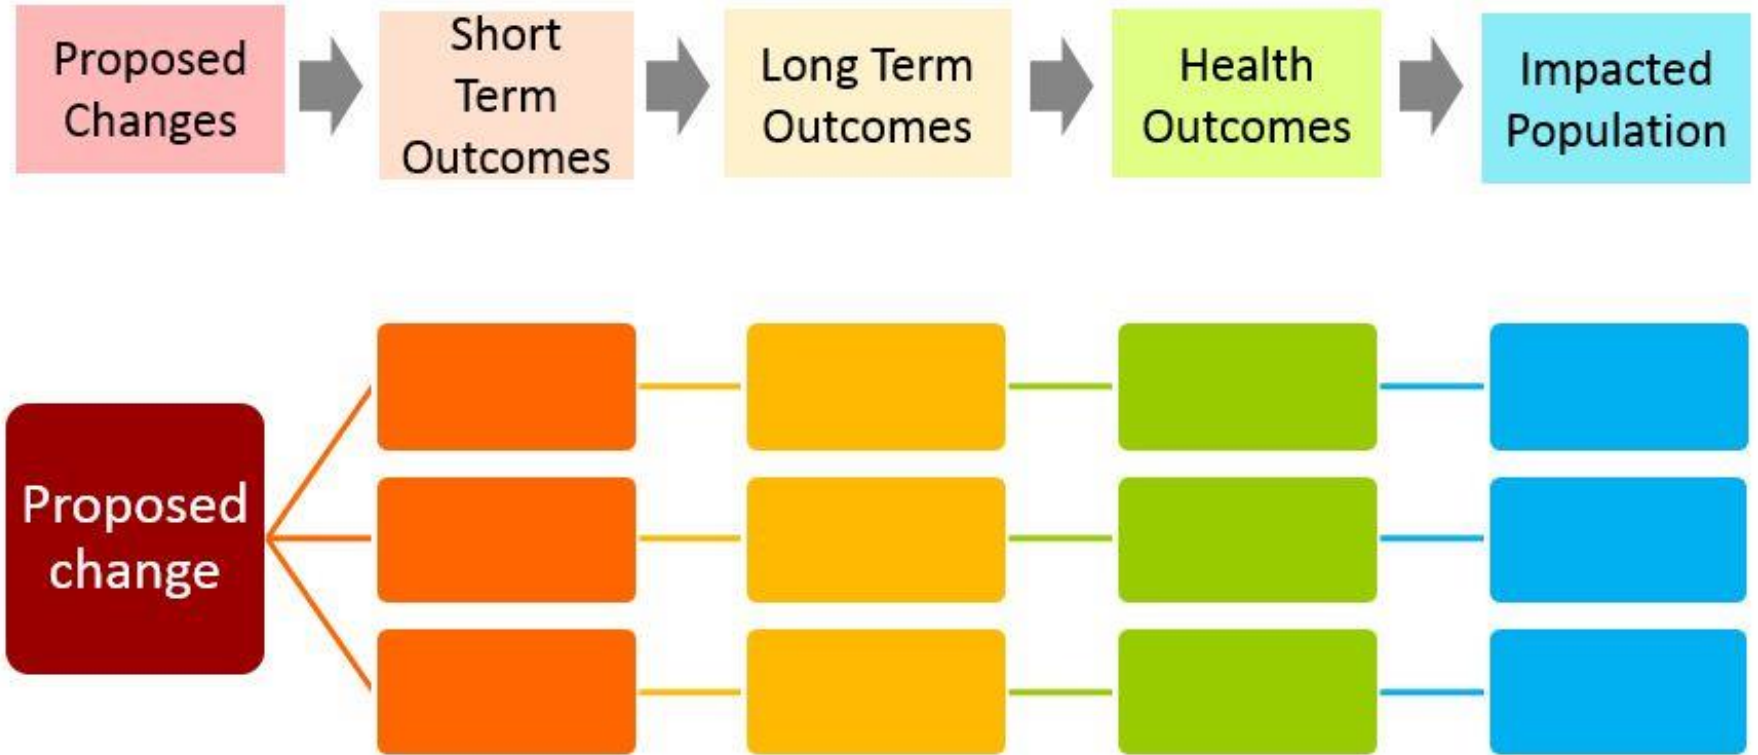 Proposed
Changes
Short
Term
Outcomes
Long Term
Outcomes
Health
Outcomes
Impacted
Population
Proposed
change